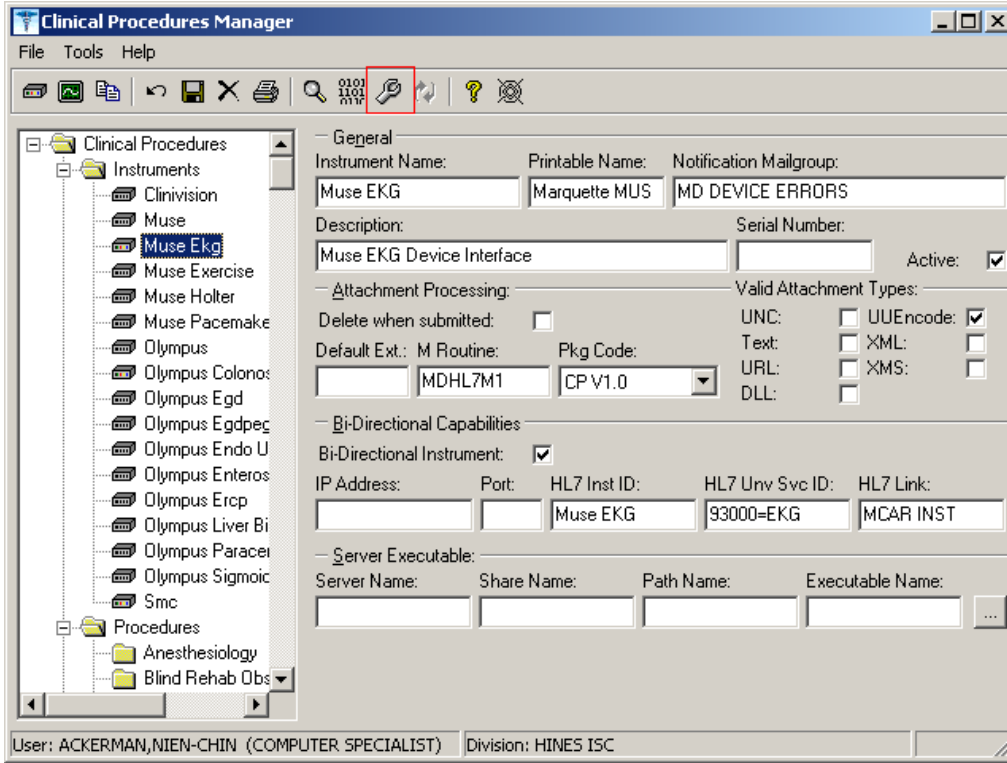 Clinical Procedures Manager
File Tools Help
Clinical Procedures
Instruments
Clinivision
Muse
Muse Ekg
Muse Exercise
Muse Holter
Muse Pacemake
Olympus
Olympus Colonos
Olympus Egd
Olympus Egdpeg
Olympus Endo U
Olympus Enteros
Olympus Ercp
Olympus Liver Bi
Olympus Paracer
Olympus Sigmoic
Smc
Procedures
Anesthesiology
Blind Rehab Obs
General
Instrument Name: Printable Name: Notification Mailgroup:
Muse EKG Marquette MUS MD DEVICE ERRORS
Description: Serial Number:
Muse EKG Device Interface
Active:
Attachment Processing: Valid Attachment Types:
Delete when submitted: UNC: UUEncode:
Text: XML:
Default Ext.: M Routine: Pkg Code:
URL: XMS:
MDHL7M1 CP V1.0
DLL:
Bi-Directional Capabilities
Bi-Directional Instrument:
IP Address: Port: HL7 Inst ID: HL7 Unv Svc ID: HL7 Link:
Muse EKG 93000=EKG MCAR INST
Server Executable:
Server Name: Share Name: Path Name: Executable Name:
...
User: ACKERMAN,NIEN-CHIN (COMPUTER SPECIALIST) Division: HINES ISC